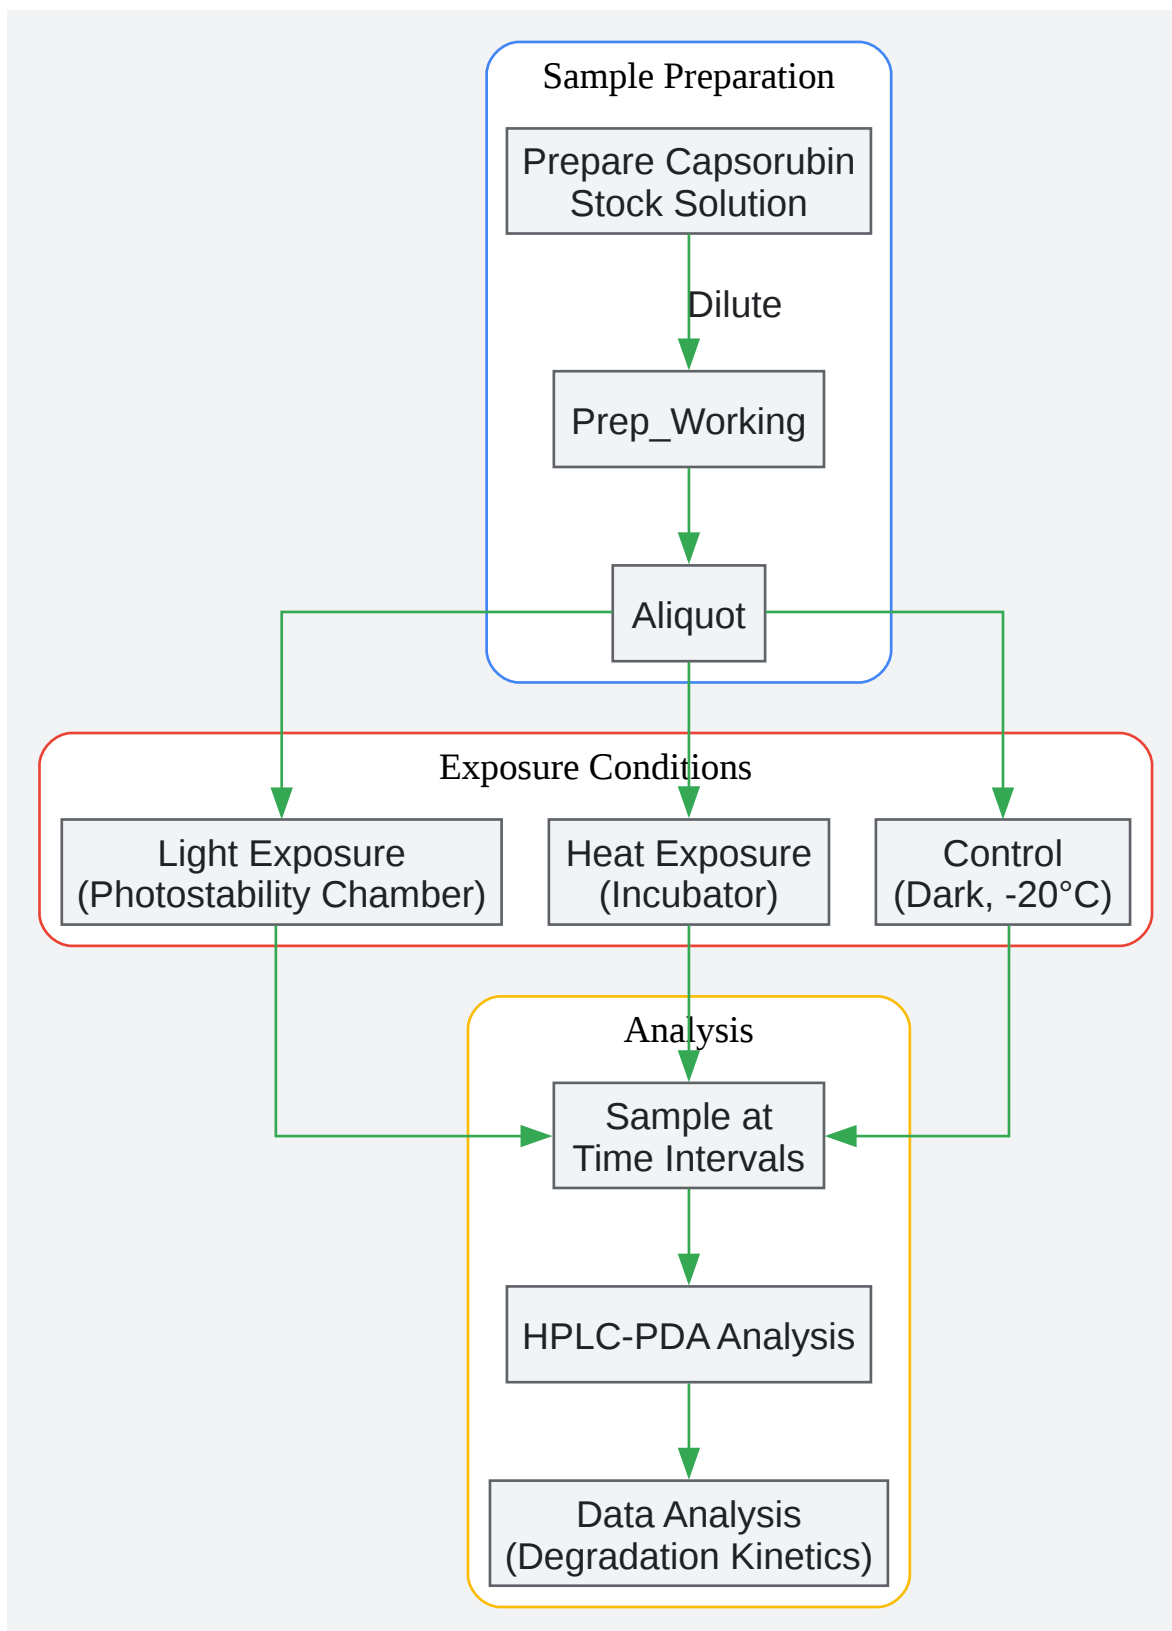 Sample Preparation
Prepare Capsorubin
Stock Solution
Dilute
Prep_Working
Aliquot
Exposure Conditions
Light Exposure
(Photostability Chamber)
Heat Exposure
(Incubator)
Control
(Dark, -20°C)
Analysis
Sample at
Time Intervals
HPLC-PDA Analysis
Data Analysis
(Degradation Kinetics)